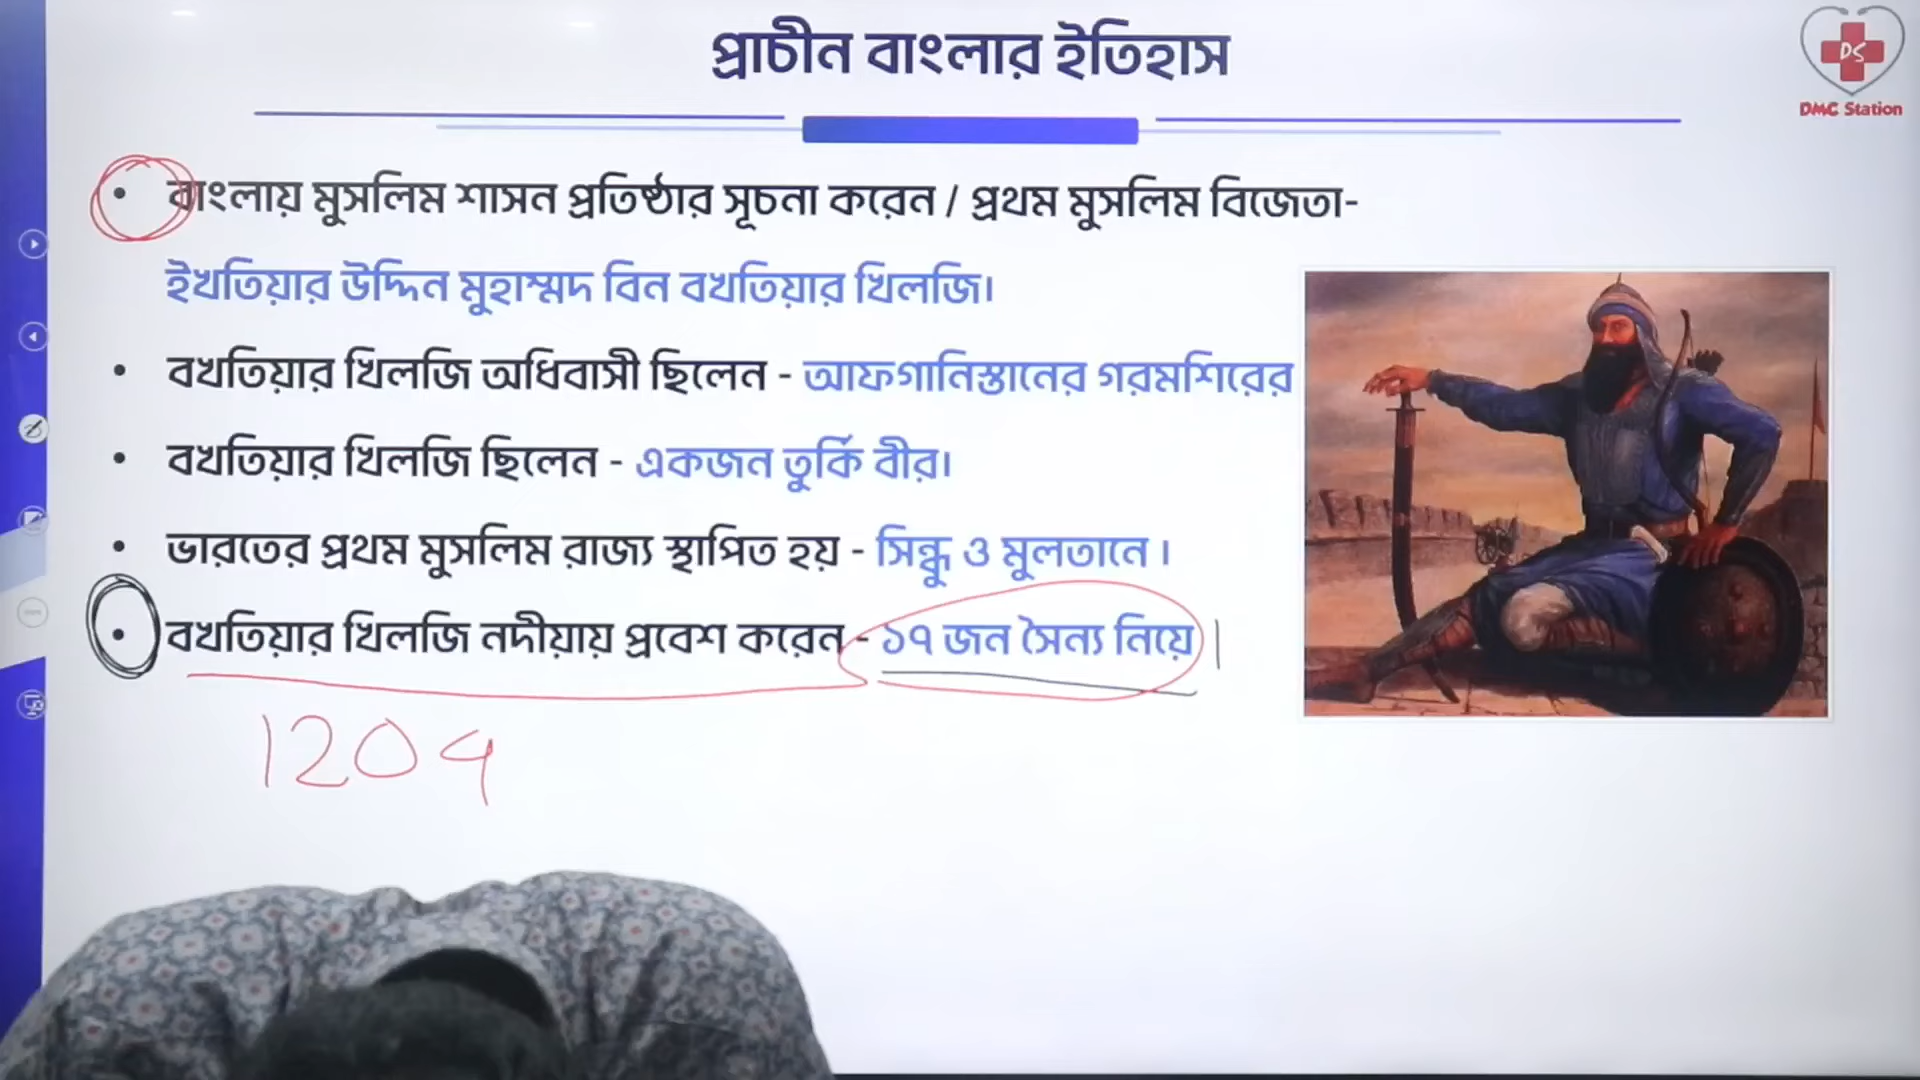 প্রাচীন বাংলার ইতিহাস
DS
DMC Station
• বাংলায় মুসলিম শাসন প্রতিষ্ঠার সূচনা করেন / প্রথম মুসলিম বিজেতা-
ইখতিয়ার উদ্দিন মুহাম্মদ বিন বখতিয়ার খিলজি।
• বখতিয়ার খিলজি অধিবাসী ছিলেন - আফগানিস্তানের গরমশিরের
• বখতিয়ার খিলজি ছিলেন - একজন তুর্কি বীর।
• ভারতের প্রথম মুসলিম রাজ্য স্থাপিত হয় - সিন্ধু ও মুলতানে ।
• বখতিয়ার খিলজি নদীয়ায় প্রবেশ করেন - ১৭ জন সৈন্য নিয়ে |
1204